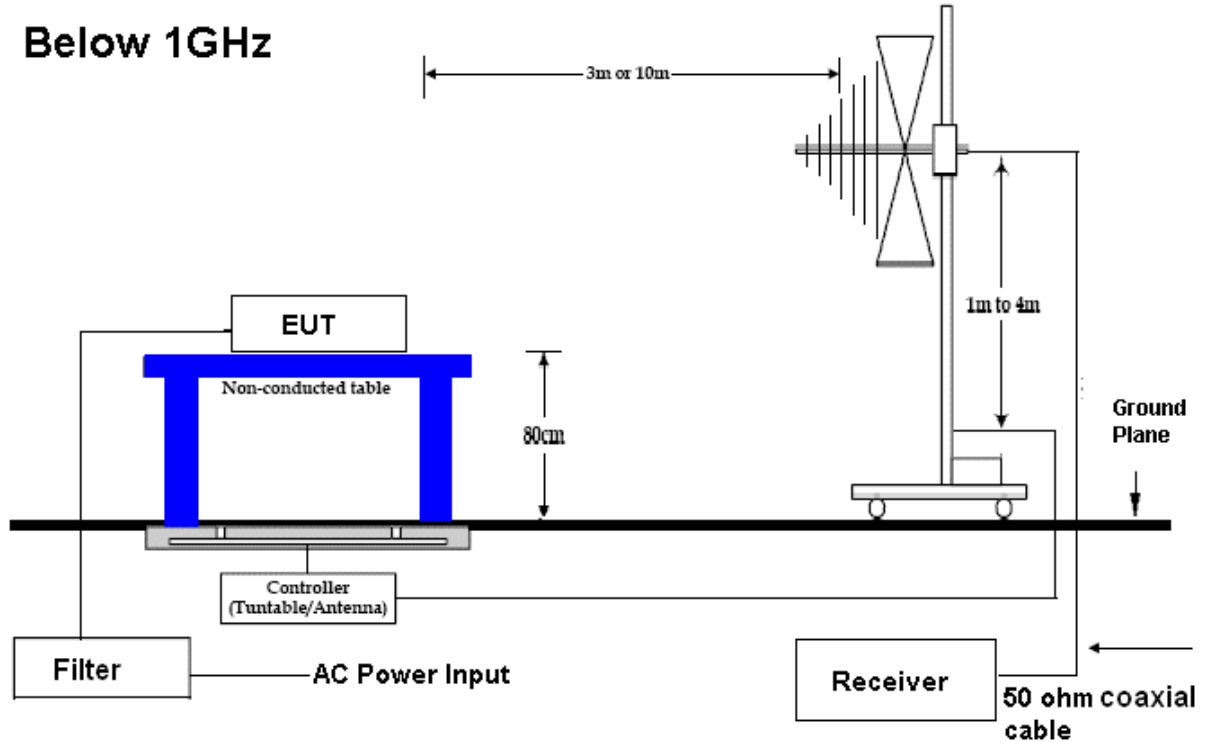 Below 1GHz
3m or 10m
EUT
Non-conducted table
80cm
1m to 4m
Ground
Plane
Controller
(Tuntable/Antenna)
Filter
AC Power Input
Receiver
50 ohm coaxial
cable